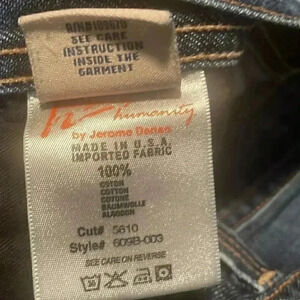 SEE CARE
INSTRUCTION
INSIDE THE
GARMENT
humanity
by Jerome Dahan
MADE IN U.S.A.
IMPORTED FABRIC
100%
COTON
COTTON
COTONE
BAUMWOLLE
ALGODON
Cut# 5610
Style# 609B-003
SEE CARE ON REVERSE